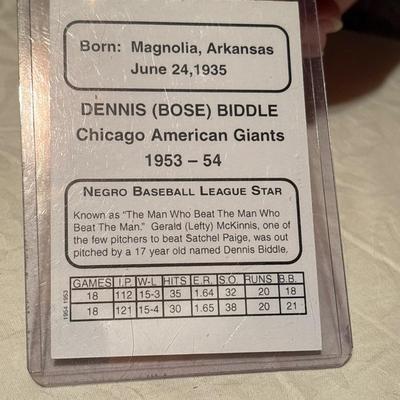 Born: Magnolia, Arkansas
June 24,1935
DENNIS (BOSE) BIDDLE
Chicago American Giants
1953 – 54
NEGRO BASEBALL LEAGUE STAR
Known as "The Man Who Beat The Man Who
Beat The Man." Gerald (Lefty) McKinnis, one of
the few pitchers to beat Satchel Paige, was out
pitched by a 17 year old named Dennis Biddle.
GAMES I.P. W-L HITS E.R. S.O. RUNS B.B.
1953 18 112 15-3 35 1.64 32 20 18
1954 18 121 15-4 30 1.65 38 20 21